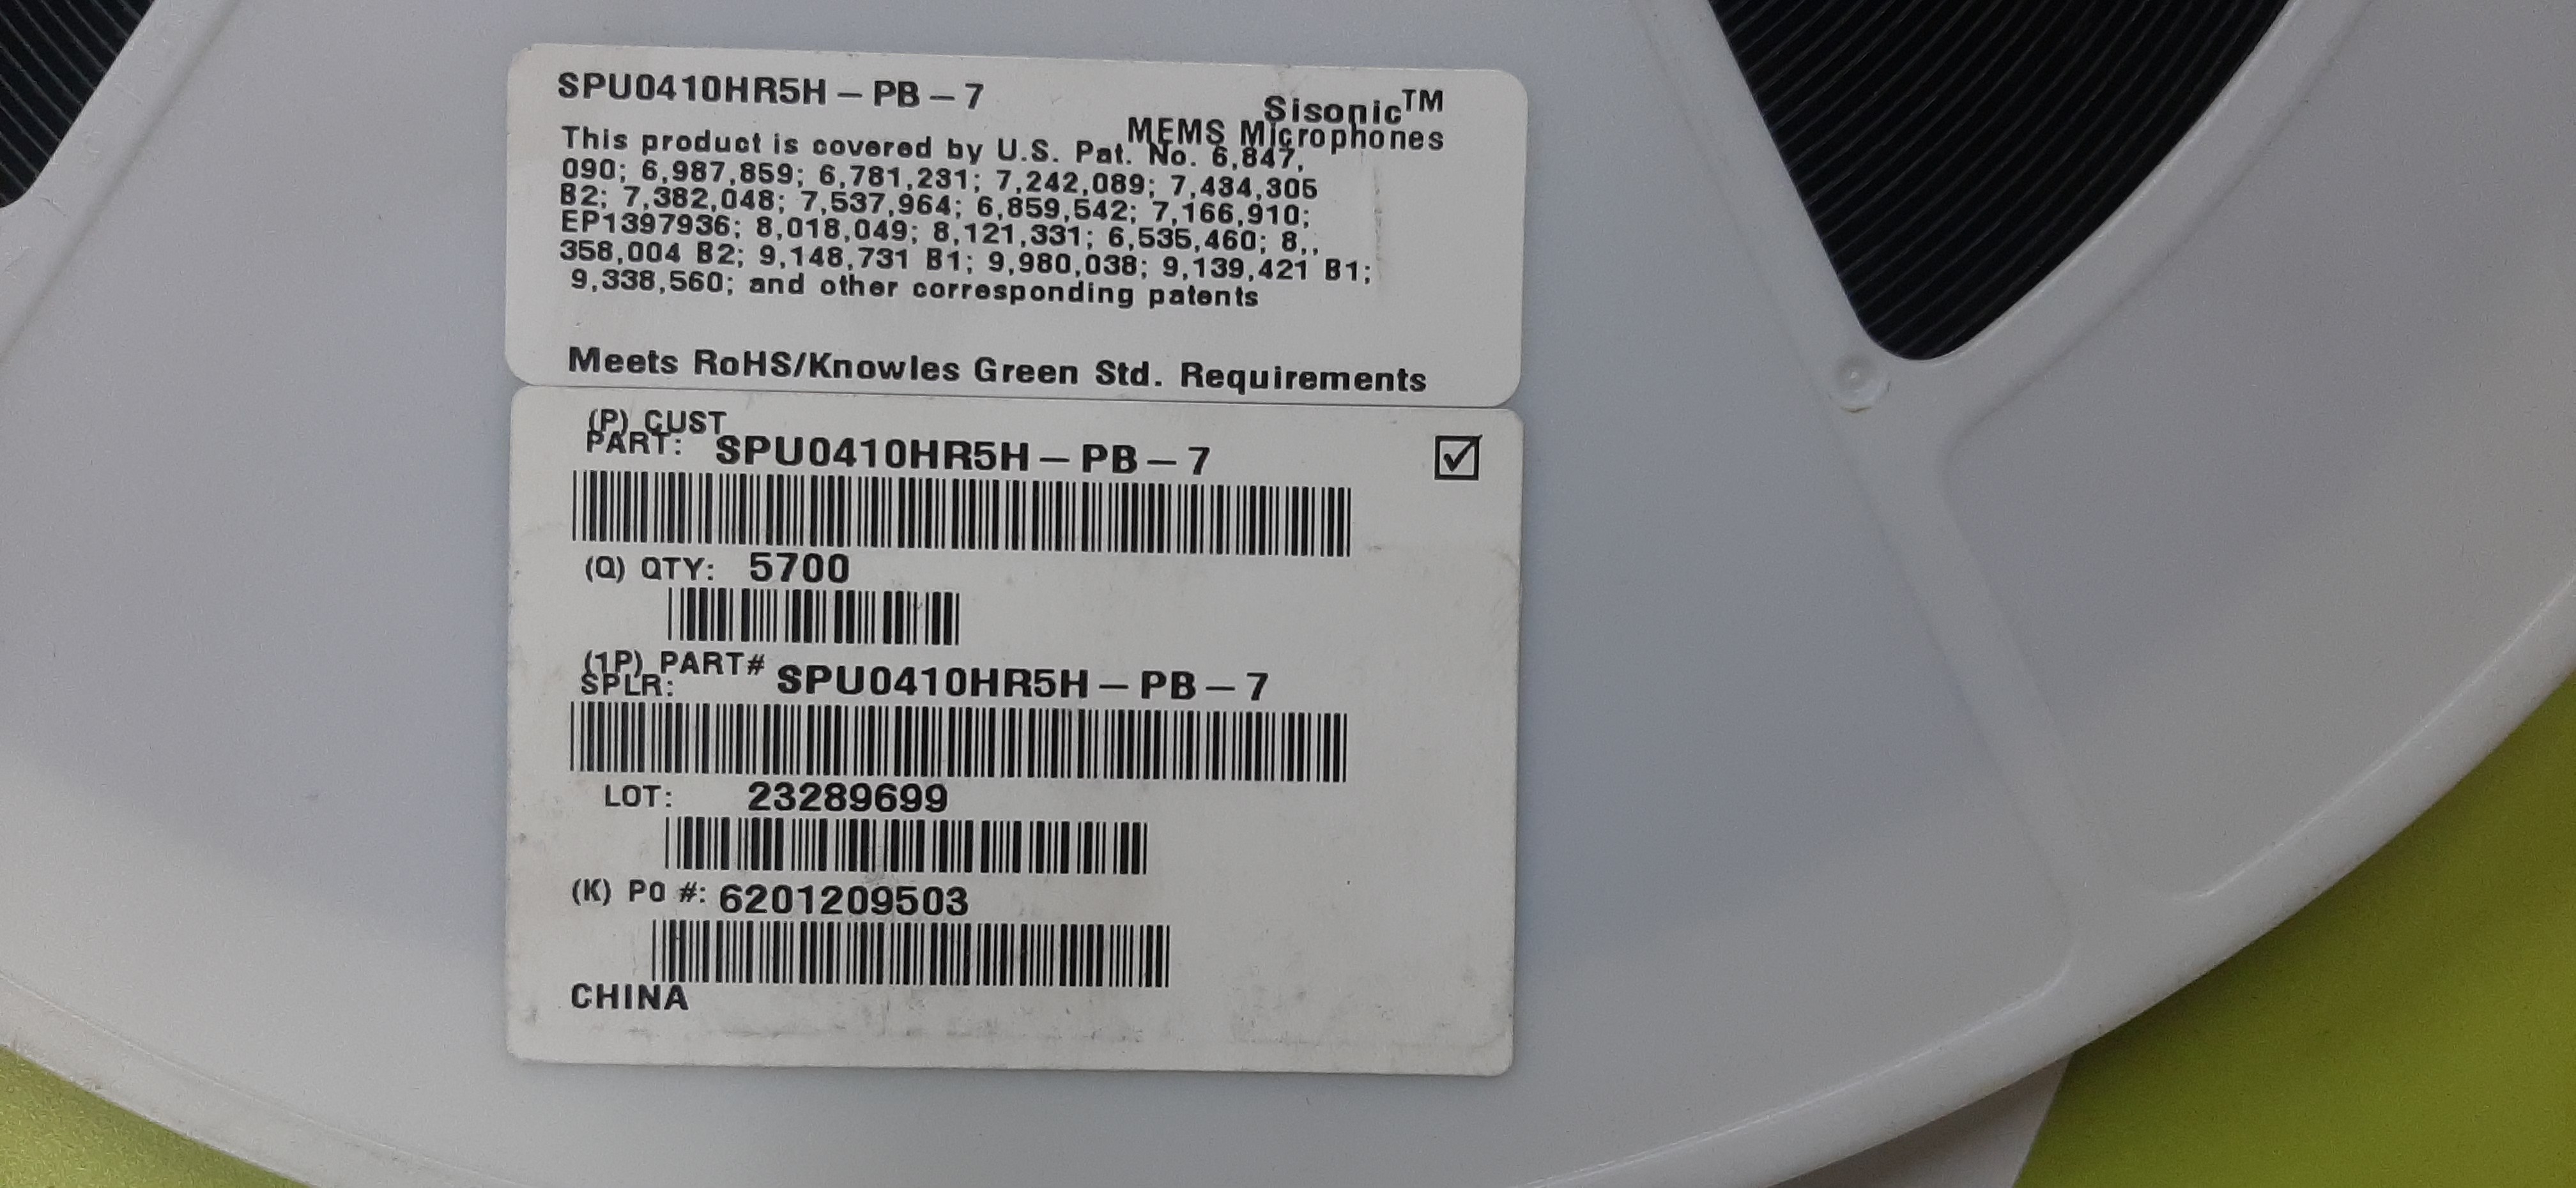 SPU0410HR5H – PB – 7
Sisonic™
MEMS Microphones
This product is covered by U.S. Pat. No. 6,847,
090; 6,987,859; 6,781,231; 7,242,089; 7,434,305
B2; 7,382,048; 7,537,964; 6,859,542; 7,166,910;
EP1397936; 8,018,049; 8,121,331; 6,535,460; 8,,
358,004 B2; 9,148,731 B1; 9,980,038; 9,139,421 B1;
9,338,560; and other corresponding patents
Meets RoHS/Knowles Green Std. Requirements
(P) CUST
PART: SPU0410HR5H – PB – 7
(Q) QTY: 5700
(1P) PART#
SPLR: SPU0410HR5H – PB – 7
LOT: 23289699
(K) PO #: 6201209503
CHINA